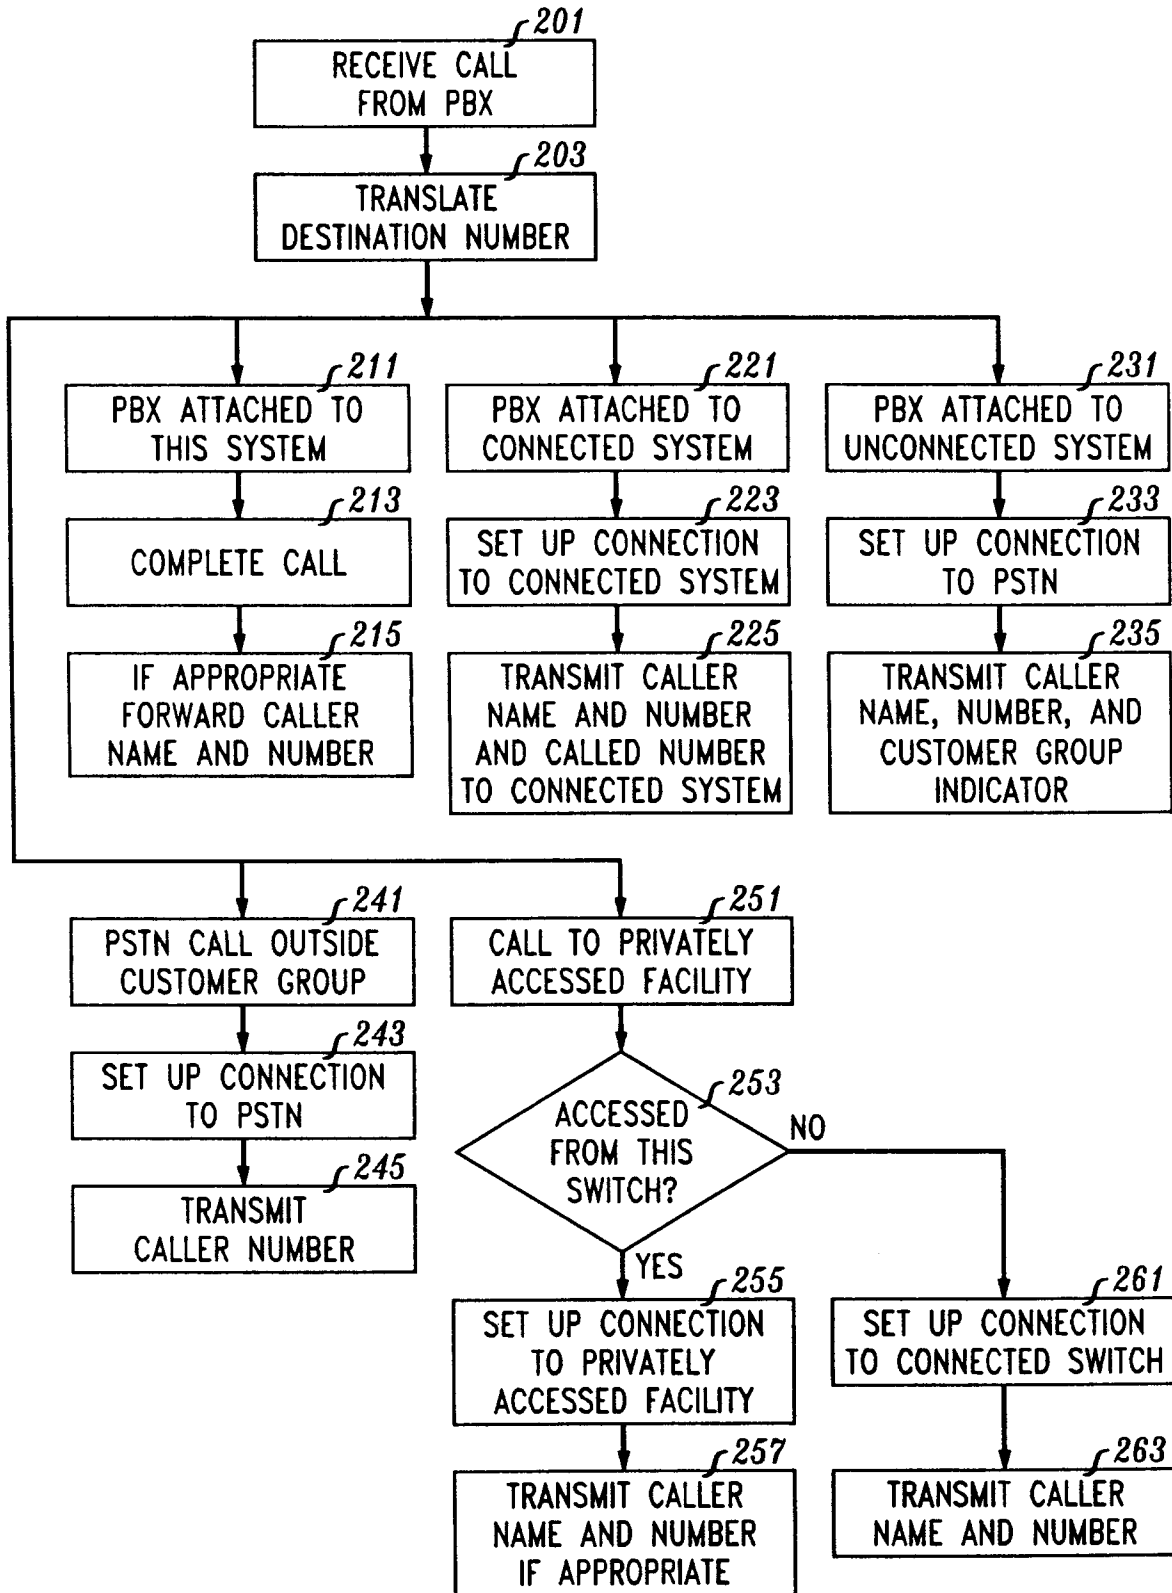 201
RECEIVE CALL
FROM PBX
203
TRANSLATE
DESTINATION NUMBER
211
PBX ATTACHED TO
THIS SYSTEM
213
COMPLETE CALL
215
IF APPROPRIATE
FORWARD CALLER
NAME AND NUMBER
221
PBX ATTACHED TO
CONNECTED SYSTEM
223
SET UP CONNECTION
TO CONNECTED SYSTEM
225
TRANSMIT CALLER
NAME AND NUMBER
AND CALLED NUMBER
TO CONNECTED SYSTEM
231
PBX ATTACHED TO
UNCONNECTED SYSTEM
233
SET UP CONNECTION
TO PSTN
235
TRANSMIT CALLER
NAME, NUMBER, AND
CUSTOMER GROUP
INDICATOR
241
PSTN CALL OUTSIDE
CUSTOMER GROUP
243
SET UP CONNECTION
TO PSTN
245
TRANSMIT
CALLER NUMBER
251
CALL TO PRIVATELY
ACCESSED FACILITY
253
ACCESSED
FROM THIS
SWITCH?
NO
YES
255
SET UP CONNECTION
TO PRIVATELY
ACCESSED FACILITY
257
TRANSMIT CALLER
NAME AND NUMBER
IF APPROPRIATE
261
SET UP CONNECTION
TO CONNECTED SWITCH
263
TRANSMIT CALLER
NAME AND NUMBER